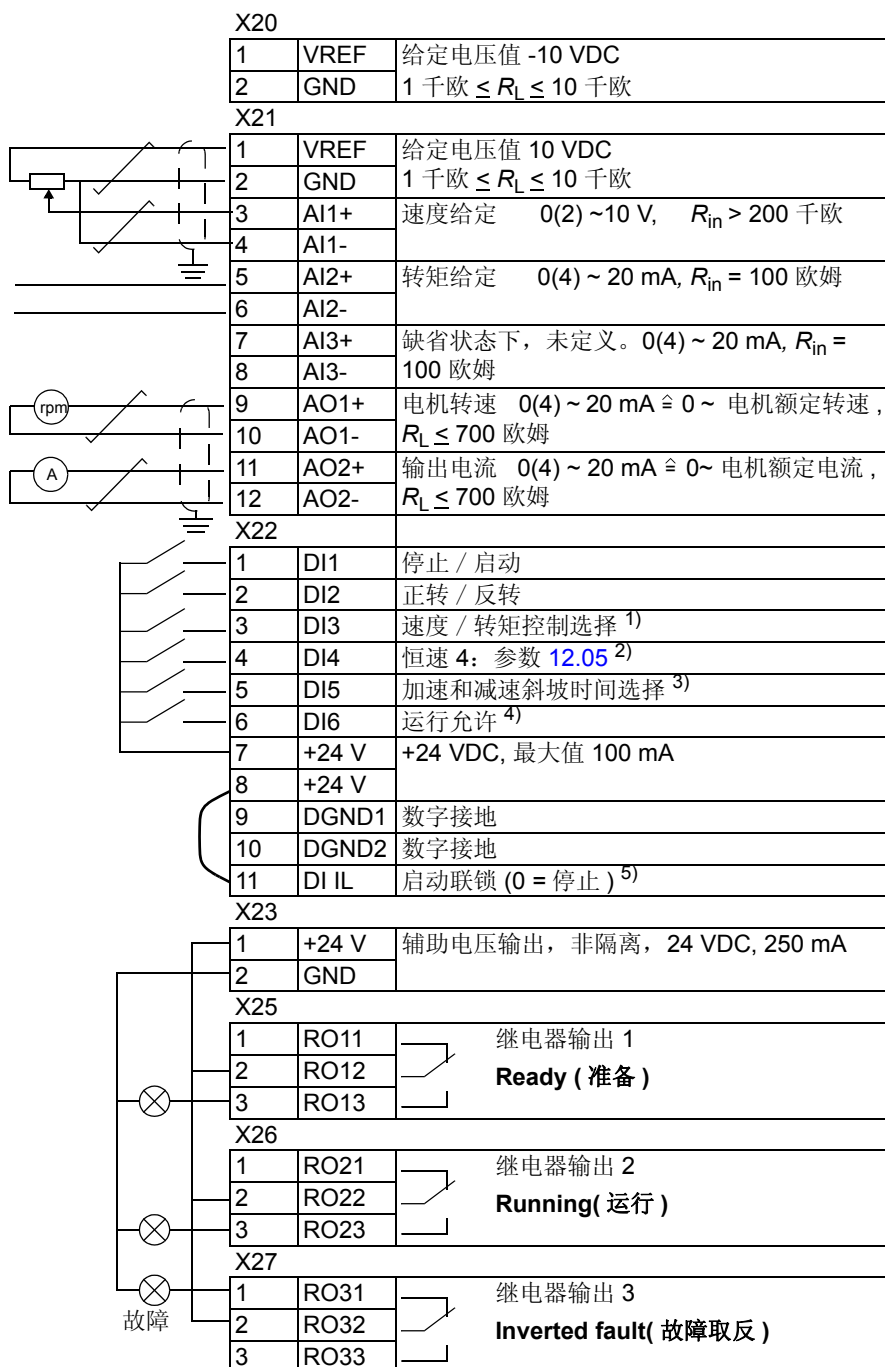 X20
1 VREF 给定电压值 -10 VDC
2 GND 1 千欧 ≤ RL ≤ 10 千欧
X21
1 VREF 给定电压值 10 VDC
2 GND 1 千欧 ≤ RL ≤ 10 千欧
3 AI1+ 速度给定 0(2) ~10 V, Rin > 200 千欧
4 AI1-
5 AI2+ 转矩给定 0(4) ~ 20 mA, Rin = 100 欧姆
6 AI2-
7 AI3+ 缺省状态下，未定义。0(4) ~ 20 mA, Rin =
8 AI3- 100 欧姆
rpm 9 AO1+ 电机转速 0(4) ~ 20 mA ≙ 0 ~ 电机额定转速 ,
10 AO1- RL ≤ 700 欧姆
A 11 AO2+ 输出电流 0(4) ~ 20 mA ≙ 0~ 电机额定电流 ,
12 AO2- RL ≤ 700 欧姆
X22
1 DI1 停止 / 启动
2 DI2 正转 / 反转
3 DI3 速度 / 转矩控制选择 1)
4 DI4 恒速 4：参数 12.05 2)
5 DI5 加速和减速斜坡时间选择 3)
6 DI6 运行允许 4)
7 +24 V +24 VDC, 最大值 100 mA
8 +24 V
9 DGND1 数字接地
10 DGND2 数字接地
11 DI IL 启动联锁 (0 = 停止 ) 5)
X23
1 +24 V 辅助电压输出，非隔离，24 VDC, 250 mA
2 GND
X25
1 RO11 继电器输出 1
2 RO12 Ready ( 准备 )
3 RO13
X26
1 RO21 继电器输出 2
2 RO22 Running( 运行 )
3 RO23
X27
1 RO31 继电器输出 3
故障 2 RO32 Inverted fault( 故障取反 )
3 RO33